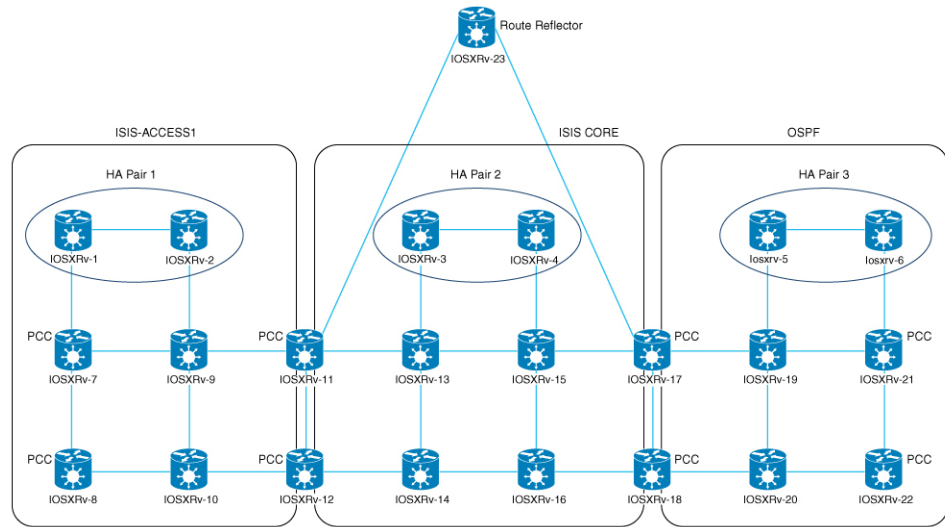 Route Reflector
IOSXRv-23
ISIS-ACCESS1
ISIS CORE
OSPF
HA Pair 1
HA Pair 2
HA Pair 3
IOSXRv-1
IOSXRv-2
IOSXRv-3
IOSXRv-4
Iosxrv-5
Iosxrv-6
PCC
PCC
PCC
PCC
IOSXRv-7
IOSXRv-9
IOSXRv-11
IOSXRv-13
IOSXRv-15
IOSXRv-17
IOSXRv-19
IOSXRv-21
PCC
PCC
PCC
PCC
IOSXRv-8
IOSXRv-10
IOSXRv-12
IOSXRv-14
IOSXRv-16
IOSXRv-18
IOSXRv-20
IOSXRv-22